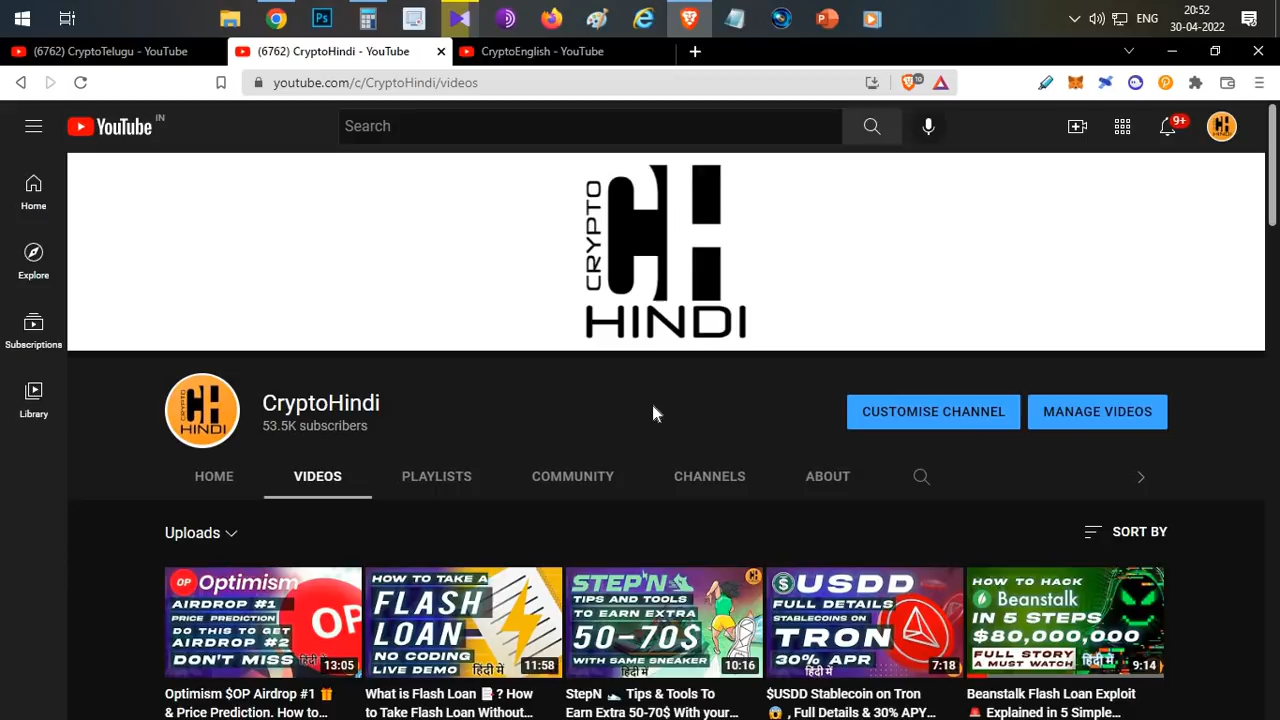 ENG
20:52
30-04-2022
(6762) CryptoTelugu - YouTube
(6762) CryptoHindi - YouTube
CryptoEnglish - YouTube
youtube.com/c/CryptoHindi/videos
10
YouTube IN
Search
9+
Home
Explore
Subscriptions
Library
CRYPTO
CH
HINDI
CryptoHindi
53.5K subscribers
CUSTOMISE CHANNEL
MANAGE VIDEOS
HOME
VIDEOS
PLAYLISTS
COMMUNITY
CHANNELS
ABOUT
Uploads
SORT BY
OP Optimism
AIRDROP #1
PRICE PREDICTION
DO THIS TO GET
AIRDROP #2
DON'T MISS हिंदी में
OP
13:05
Optimism $OP Airdrop #1 🎁
& Price Prediction. How to...
HOW TO TAKE A
FLASH
LOAN
NO CODING
LIVE DEMO हिंदी में
11:58
What is Flash Loan 📑 ? How
to Take Flash Loan Without...
STEP'N
TIPS AND TOOLS
TO EARN EXTRA
50-70$
WITH SAME SNEAKER
हिंदी में
10:16
StepN 👟 Tips & Tools To
Earn Extra 50-70$ With your...
USDD
FULL DETAILS
STABLECOINS ON
TRON
30% APR
हिंदी में
7:18
$USDD Stablecoin on Tron
😱 , Full Details & 30% APY...
HOW TO HACK
Beanstalk
IN 5 STEPS
$80,000,000
FULL STORY
A MUST WATCH हिंदी में
9:14
Beanstalk Flash Loan Exploit
🚨 Explained in 5 Simple...